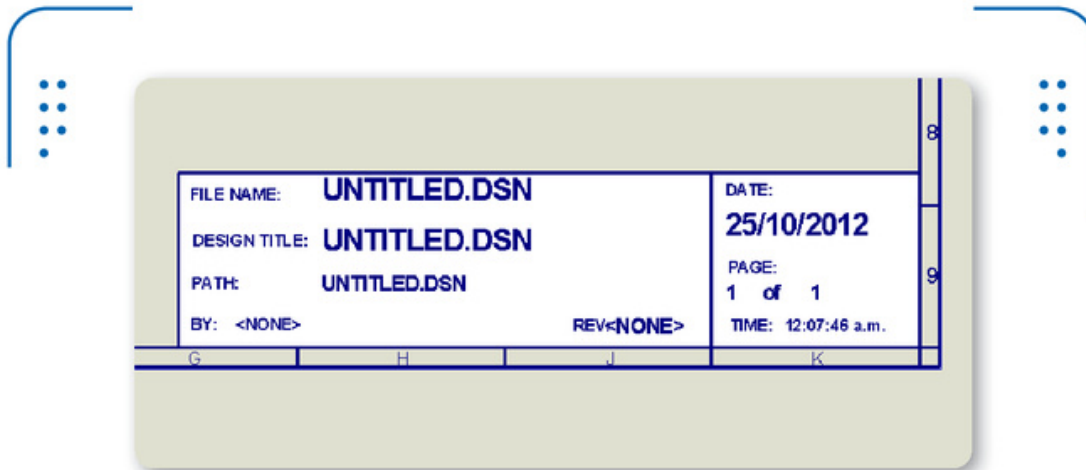 8
FILE NAME: UNTITLED.DSN
DATE:
25/10/2012
DESIGN TITLE: UNTITLED.DSN
PAGE:
9
PATH: UNTITLED.DSN
1 of 1
BY: <NONE> REV<NONE>
TIME: 12:07:46 a.m.
G H J K